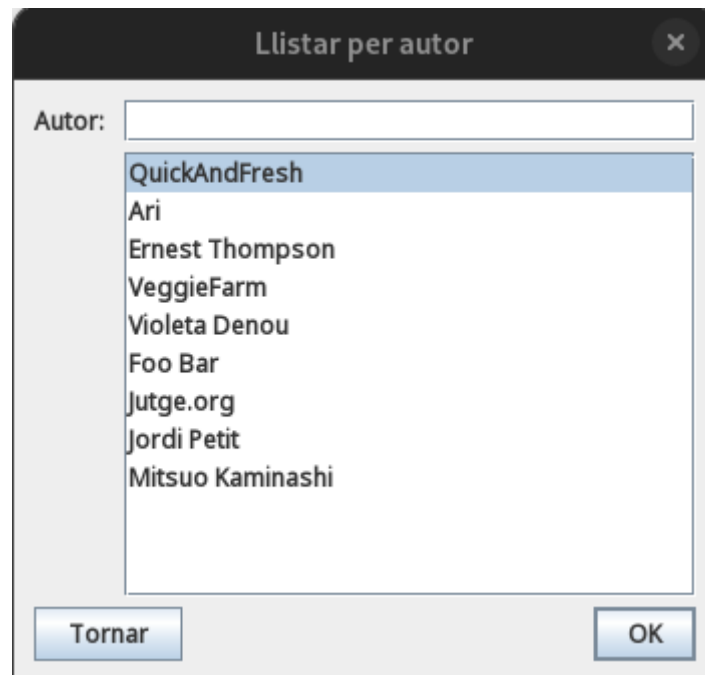 Llistar per autor
Autor:
QuickAndFresh
Ari
Ernest Thompson
VeggieFarm
Violeta Denou
Foo Bar
Jutge.org
Jordi Petit
Mitsuo Kaminashi
Tornar OK